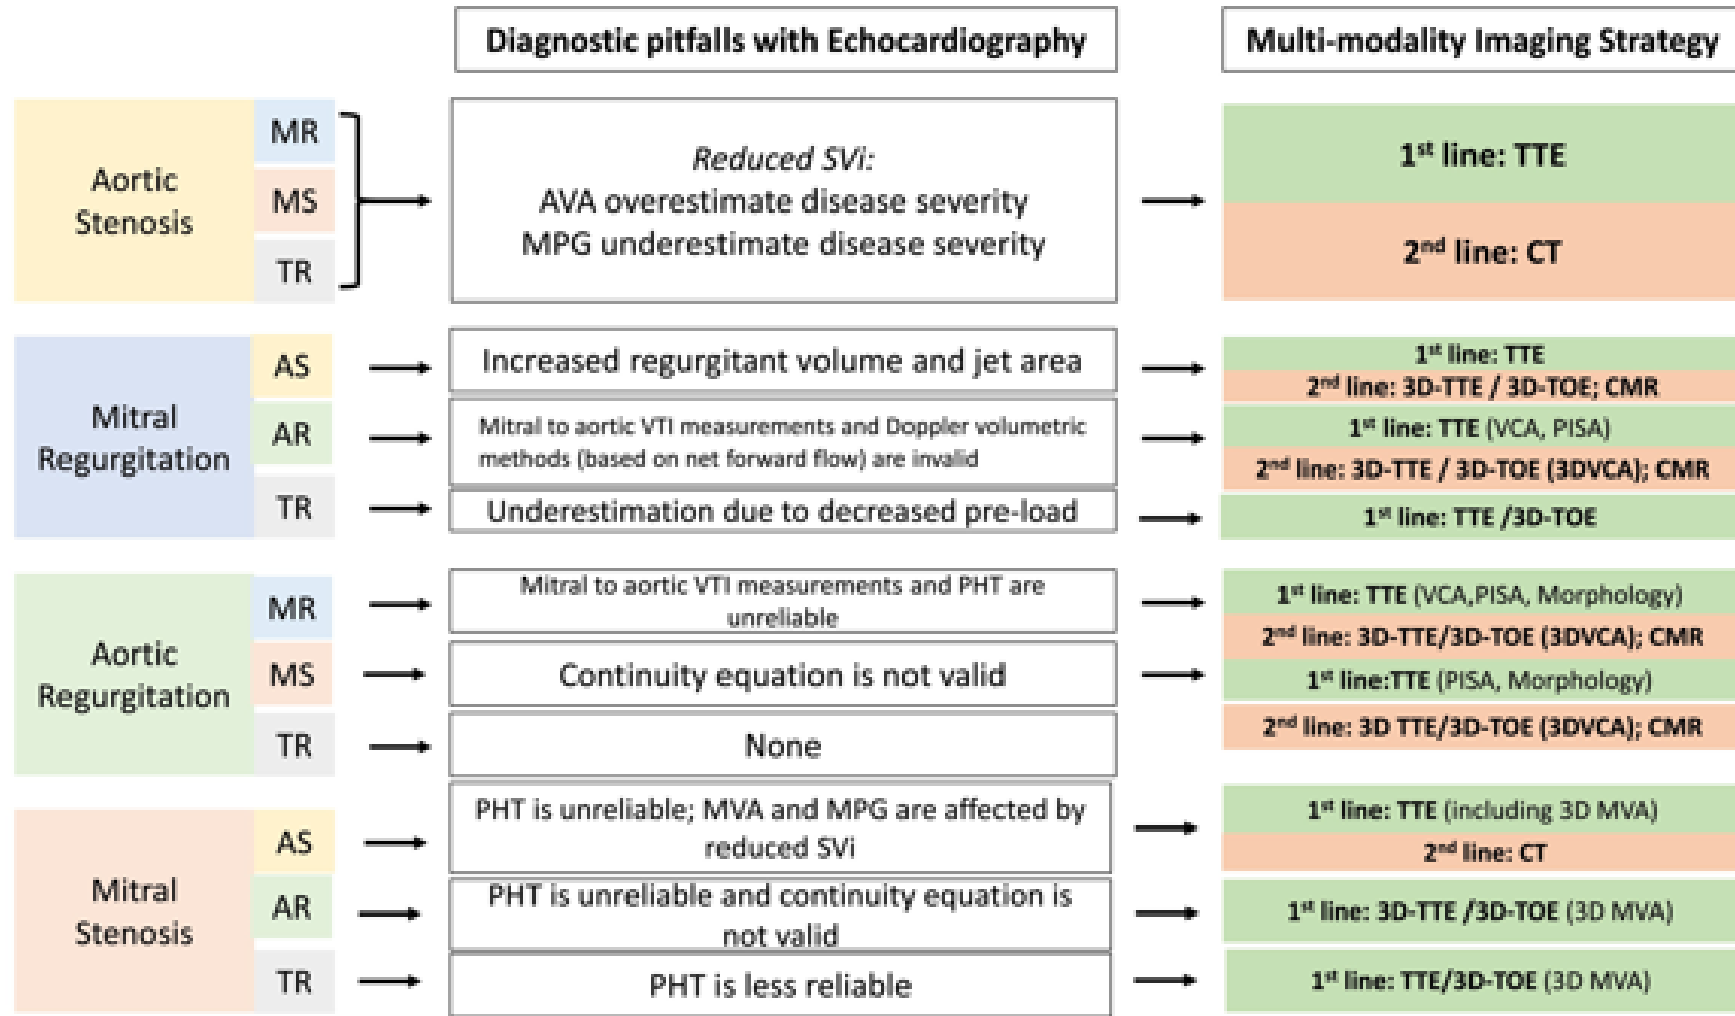 Diagnostic pitfalls with Echocardiography
Multi-modality Imaging Strategy
Aortic
Stenosis
MR
MS
TR
Reduced SVi:
AVA overestimate disease severity
MPG underestimate disease severity
1st line: TTE
2nd line: CT
Mitral
Regurgitation
AS
Increased regurgitant volume and jet area
1st line: TTE
2nd line: 3D-TTE / 3D-TOE; CMR
AR
Mitral to aortic VTI measurements and Doppler volumetric
methods (based on net forward flow) are invalid
1st line: TTE (VCA, PISA)
2nd line: 3D-TTE / 3D-TOE (3DVCA); CMR
TR
Underestimation due to decreased pre-load
1st line: TTE /3D-TOE
Aortic
Regurgitation
MR
Mitral to aortic VTI measurements and PHT are
unreliable
1st line: TTE (VCA,PISA, Morphology)
2nd line: 3D-TTE/3D-TOE (3DVCA); CMR
MS
Continuity equation is not valid
1st line:TTE (PISA, Morphology)
2nd line: 3D TTE/3D-TOE (3DVCA); CMR
TR
None
Mitral
Stenosis
AS
PHT is unreliable; MVA and MPG are affected by
reduced SVi
1st line: TTE (including 3D MVA)
2nd line: CT
AR
PHT is unreliable and continuity equation is
not valid
1st line: 3D-TTE /3D-TOE (3D MVA)
TR
PHT is less reliable
1st line: TTE/3D-TOE (3D MVA)